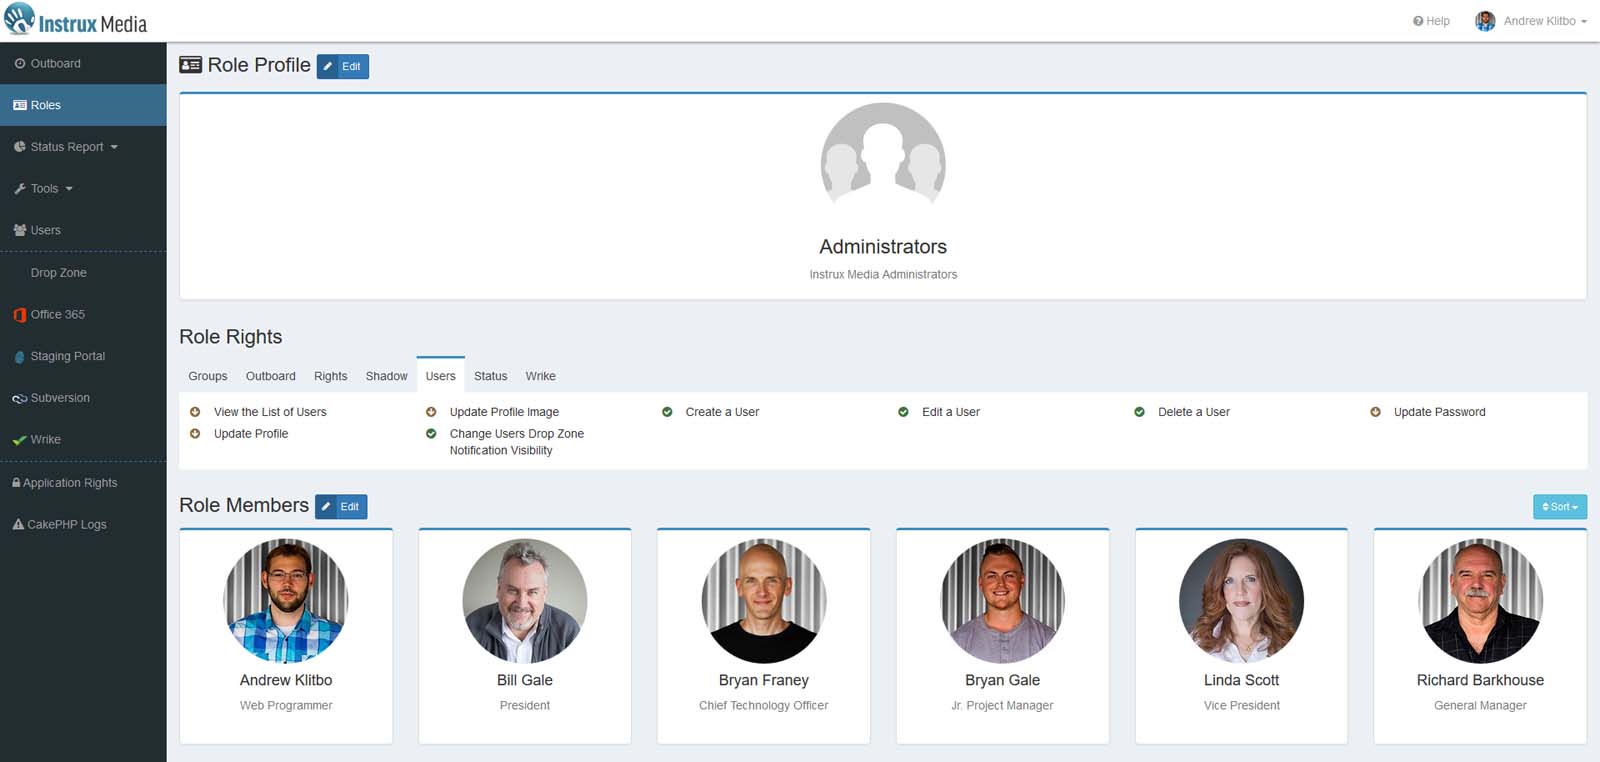 Instrux Media
Help
Andrew Klitbo
Outboard
Roles
Status Report
Tools
Users
Drop Zone
Office 365
Staging Portal
Subversion
Wrike
Application Rights
CakePHP Logs
Role Profile
Edit
Administrators
Instrux Media Administrators
Role Rights
Groups Outboard Rights Shadow Users Status Wrike
View the List of Users
Update Profile Image
Create a User
Edit a User
Delete a User
Update Password
Update Profile
Change Users Drop Zone
Notification Visibility
Role Members
Edit
Sort
Andrew Klitbo
Web Programmer
Bill Gale
President
Bryan Franey
Chief Technology Officer
Bryan Gale
Jr. Project Manager
Linda Scott
Vice President
Richard Barkhouse
General Manager